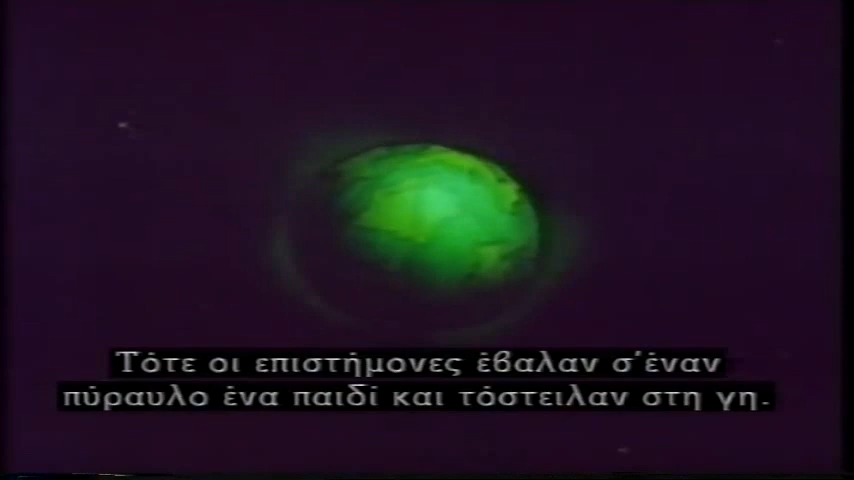 Τότε οι επιστήμονες έβαλαν σ'έναν
πύραυλο ένα παιδί και τόστειλαν στη γη.